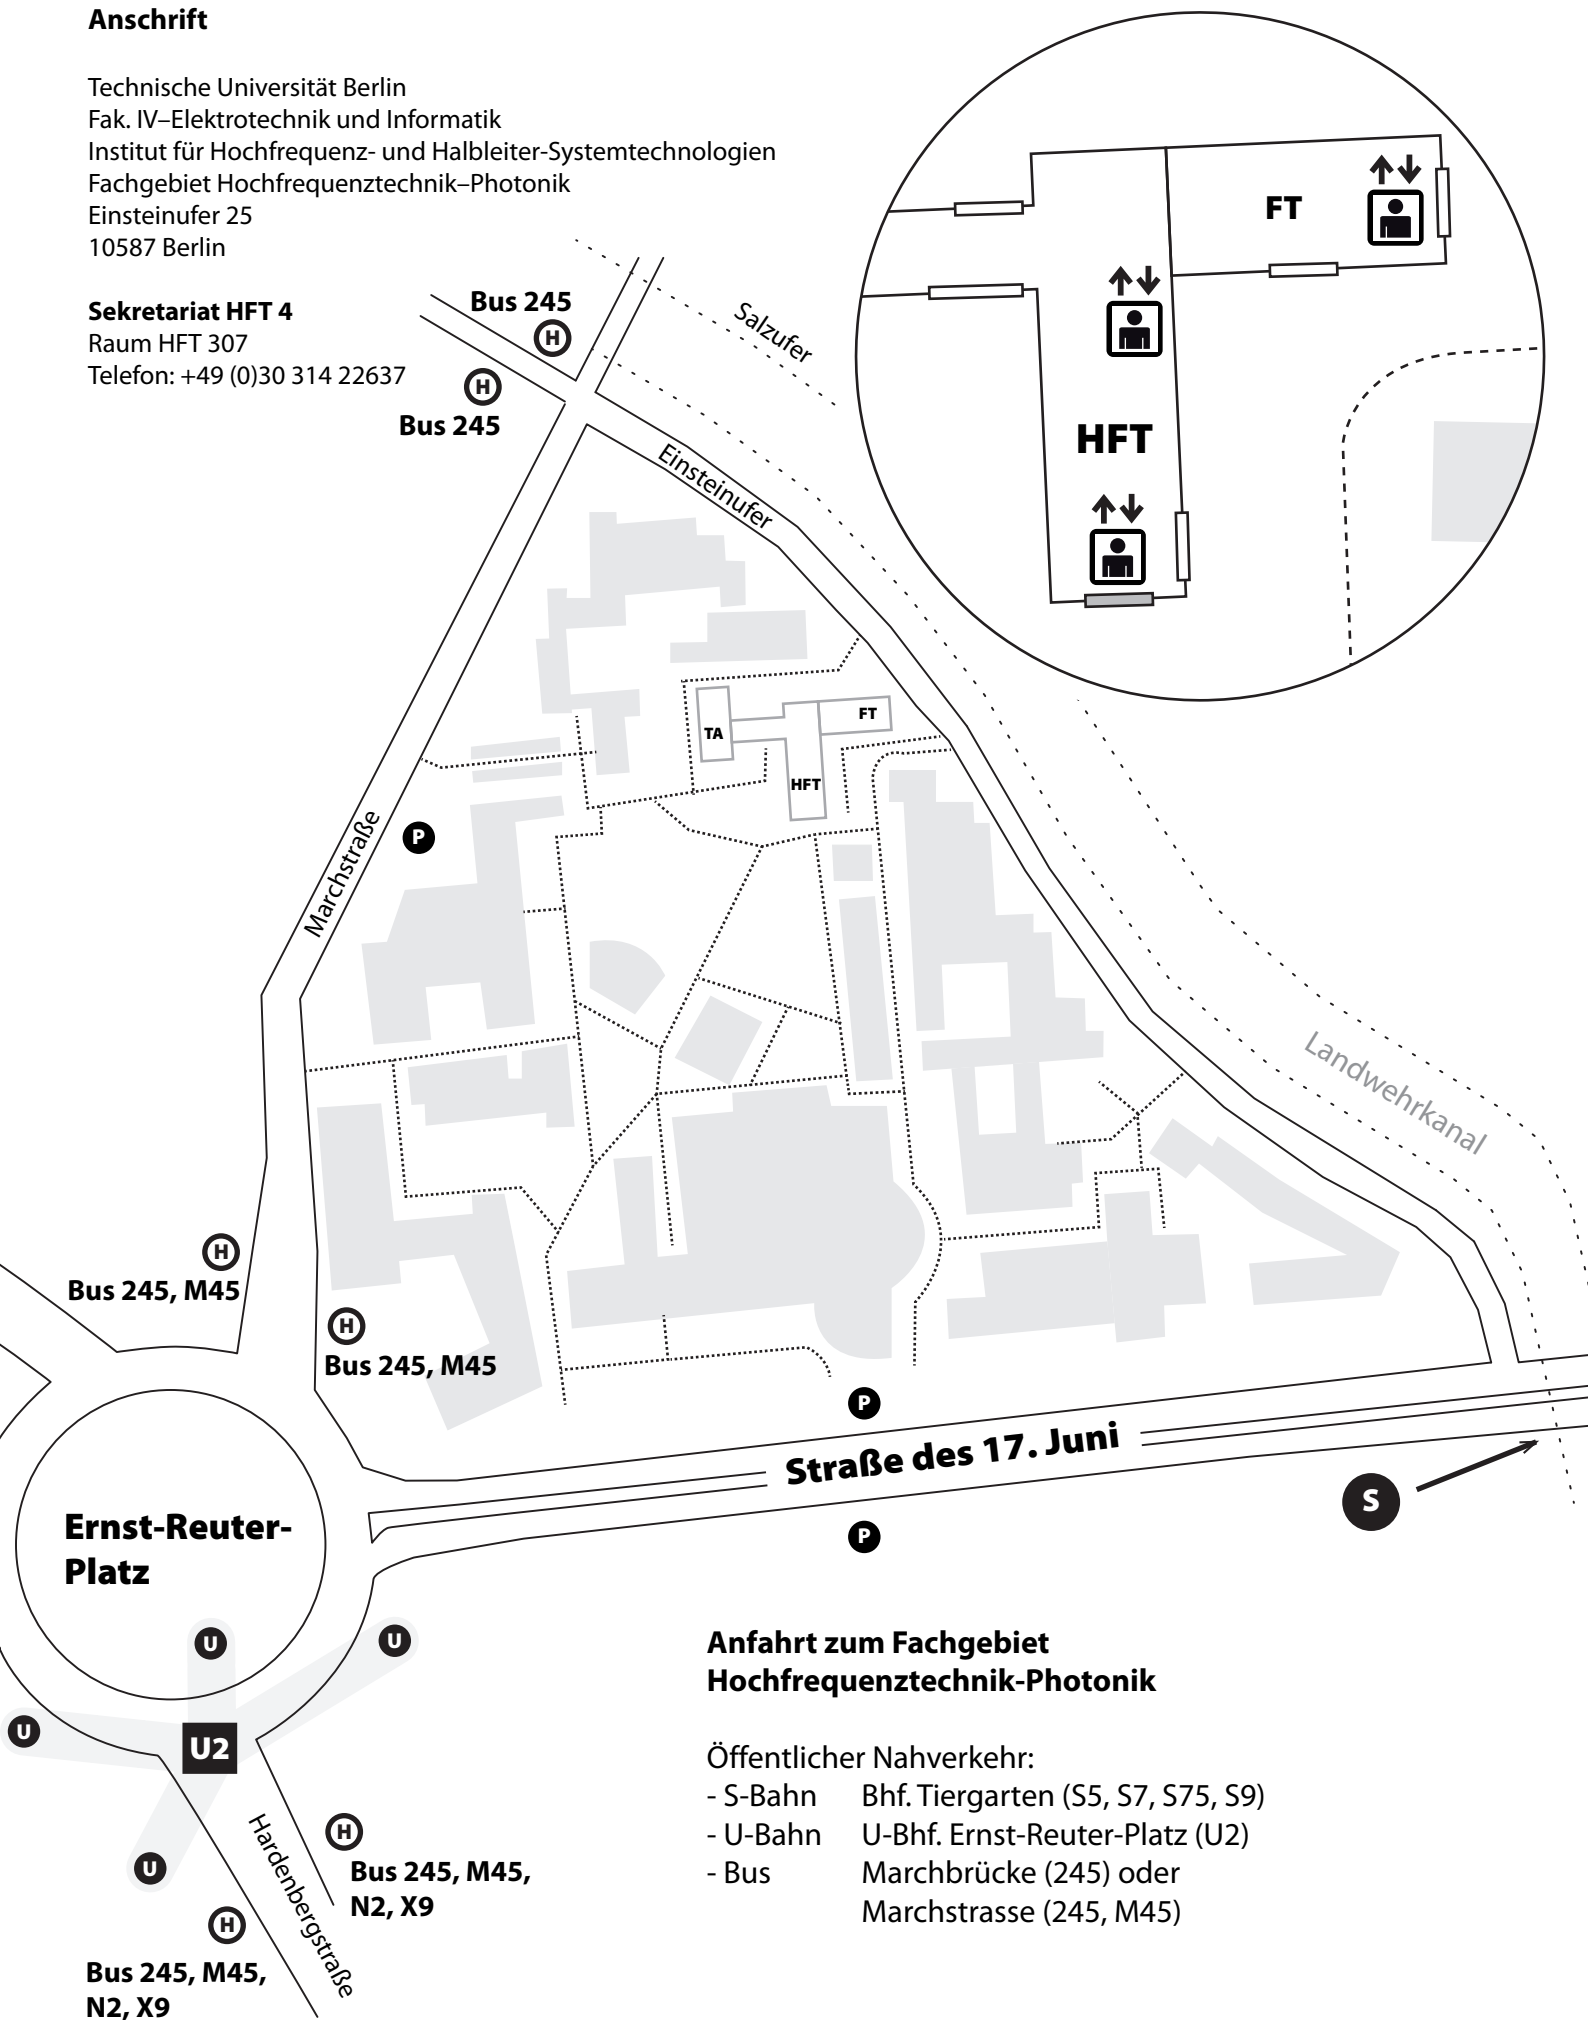 Anschrift
Technische Universität Berlin
Fak. IV–Elektrotechnik und Informatik
Institut für Hochfrequenz- und Halbleiter-Systemtechnologien
Fachgebiet Hochfrequenztechnik–Photonik
Einsteinufer 25
10587 Berlin
Sekretariat HFT 4
Raum HFT 307
Telefon: +49 (0)30 314 22637
Bus 245
H
H
Bus 245
Salzufer
Einsteinufer
FT
HFT
TA
FT
HFT
Marchstraße
P
Landwehrkanal
H
Bus 245, M45
H
Bus 245, M45
P
Straße des 17. Juni
P
S
Ernst-Reuter-
Platz
U
U
U
U2
U
Hardenbergstraße
H
Bus 245, M45,
N2, X9
H
Bus 245, M45,
N2, X9
Anfahrt zum Fachgebiet
Hochfrequenztechnik-Photonik
Öffentlicher Nahverkehr:
- S-Bahn Bhf. Tiergarten (S5, S7, S75, S9)
- U-Bahn U-Bhf. Ernst-Reuter-Platz (U2)
- Bus Marchbrücke (245) oder
Marchstrasse (245, M45)